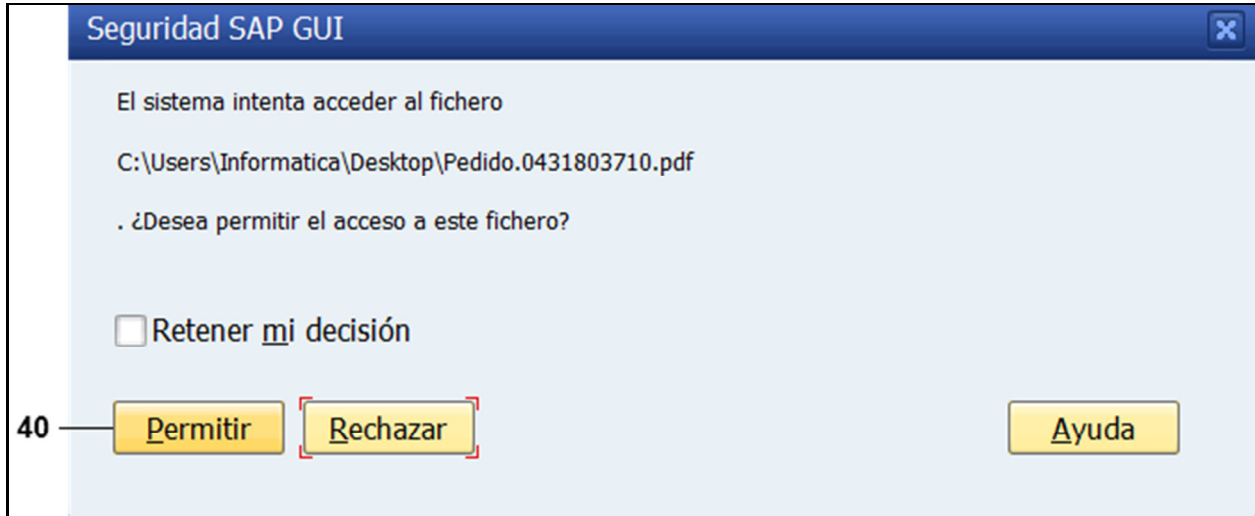 Seguridad SAP GUI
El sistema intenta acceder al fichero
C:\Users\Informatica\Desktop\Pedido.0431803710.pdf
. ¿Desea permitir el acceso a este fichero?
Retener mi decisión
40 Permitir Rechazar Ayuda